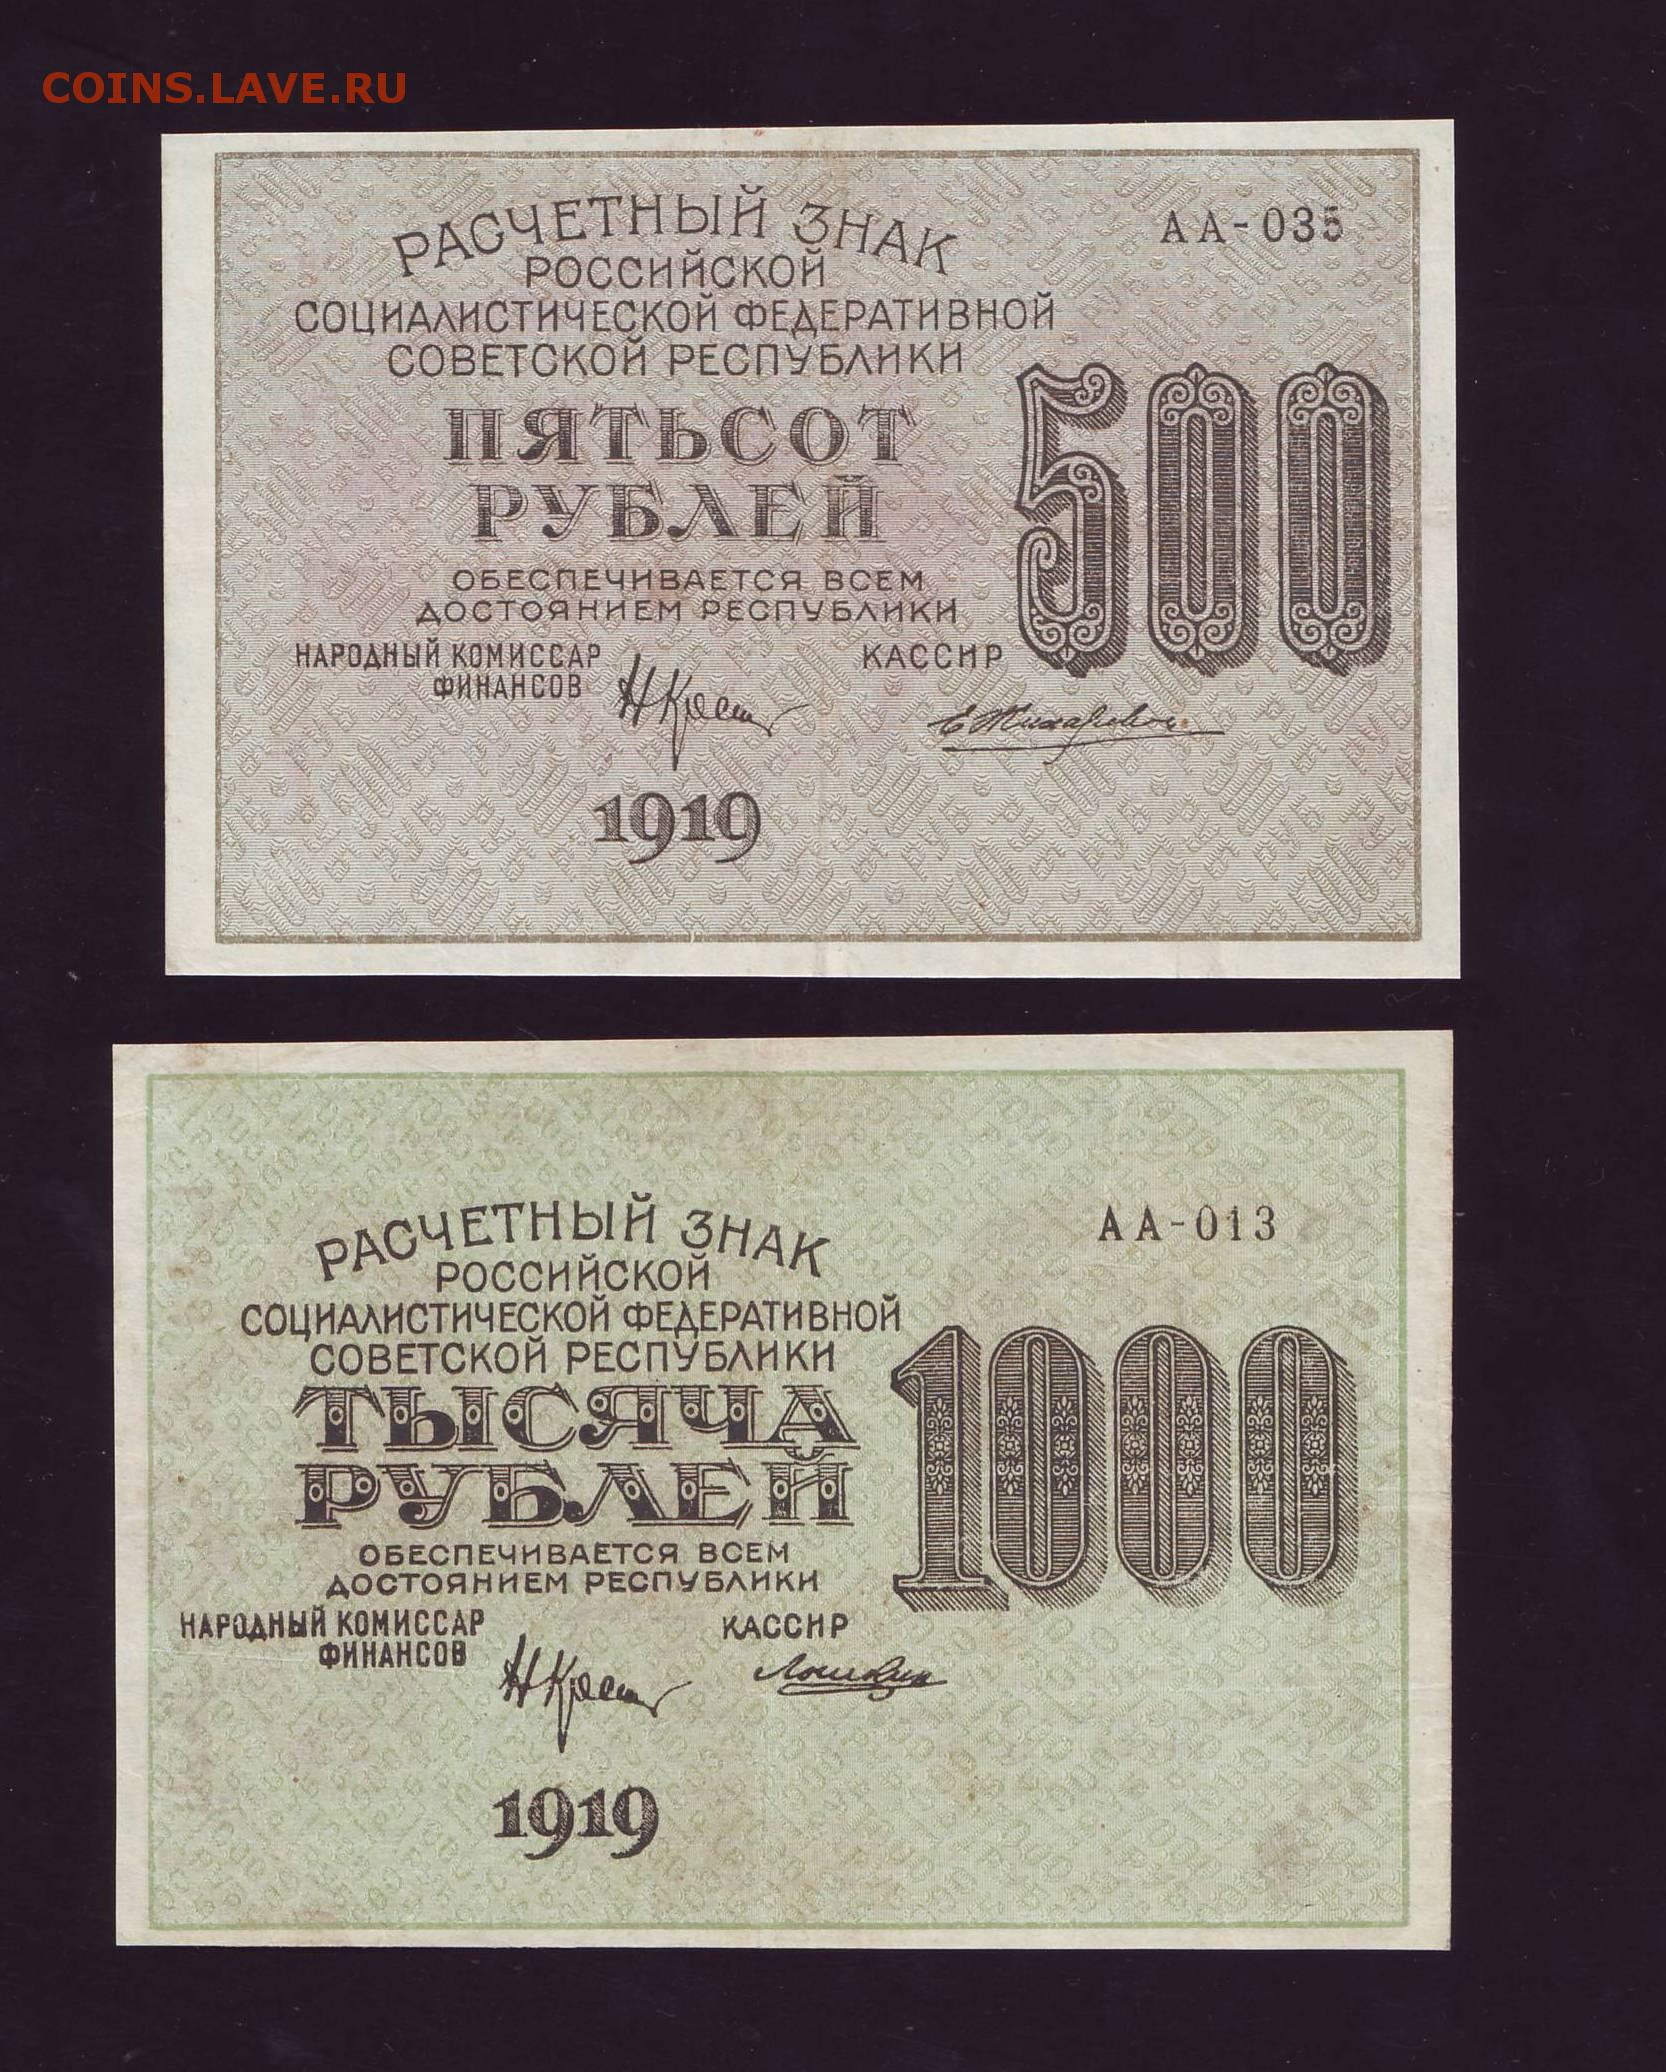 COINS.LAVE.RU
РАСЧЕТНЫЙ ЗНАК
АА-035
РОССИЙСКОЙ
СОЦИАЛИСТИЧЕСКОЙ ФЕДЕРАТИВНОЙ
СОВЕТСКОЙ РЕСПУБЛИКИ
500
ПЯТЬСОТ
РУБЛЕЙ
ОБЕСПЕЧИВАЕТСЯ ВСЕМ
ДОСТОЯНИЕМ РЕСПУБЛИКИ
НАРОДНЫЙ КОМИССАР
ФИНАНСОВ
КАССИР
1919
РАСЧЕТНЫЙ ЗНАК
АА-013
РОССИЙСКОЙ
СОЦИАЛИСТИЧЕСКОЙ ФЕДЕРАТИВНОЙ
СОВЕТСКОЙ РЕСПУБЛИКИ
1000
ТЫСЯЧА
РУБЛЕЙ
ОБЕСПЕЧИВАЕТСЯ ВСЕМ
ДОСТОЯНИЕМ РЕСПУБЛИКИ
НАРОДНЫЙ КОМИССАР
ФИНАНСОВ
КАССИР
1919